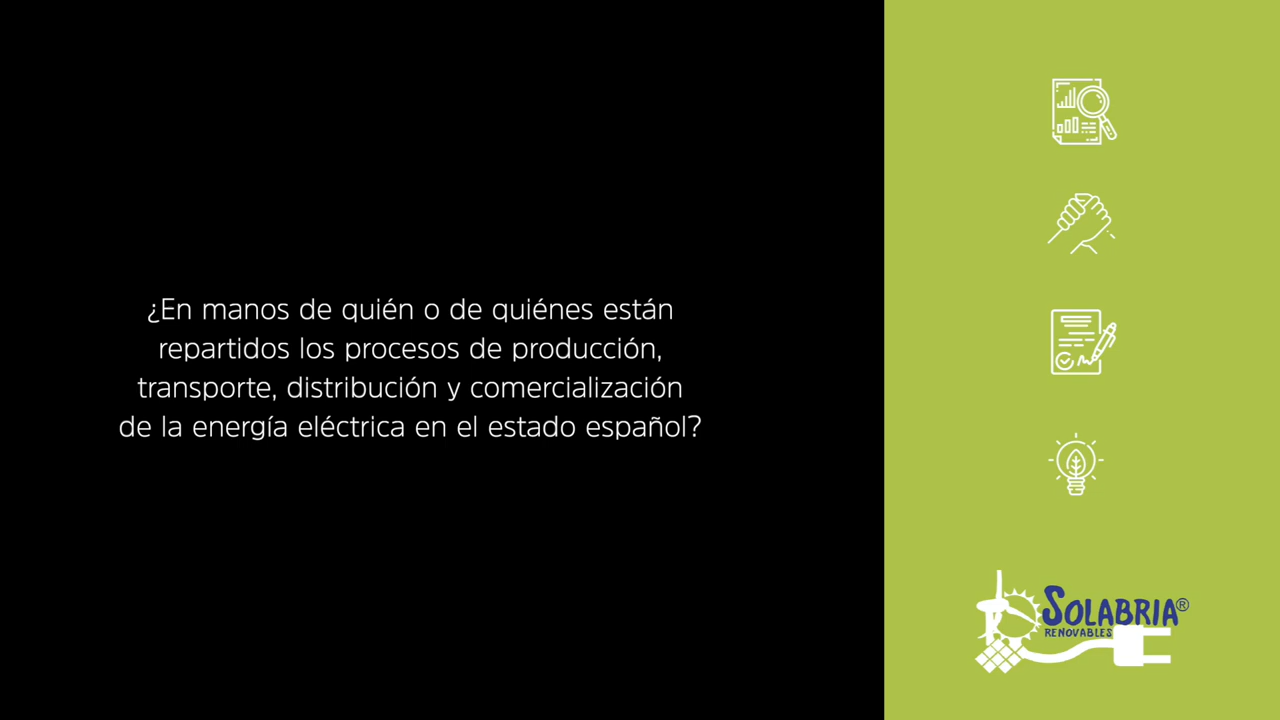 ¿En manos de quién o de quiénes están
repartidos los procesos de producción,
transporte, distribución y comercialización
de la energía eléctrica en el estado español?
SOLABRIA®
RENOVABLES